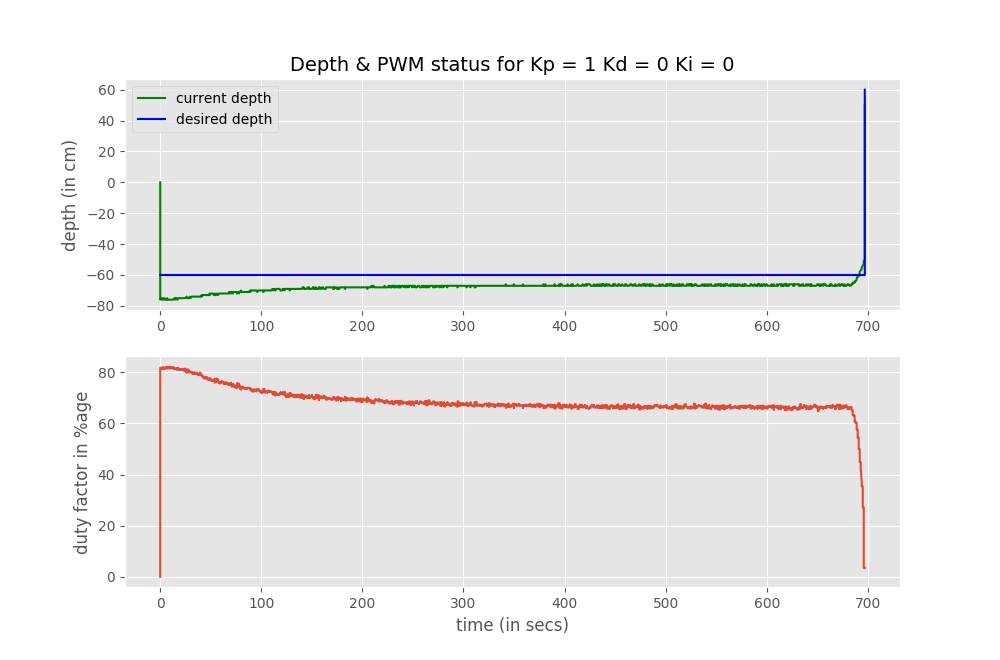 Depth & PWM status for Kp = 1 Kd = 0 Ki = 0
current depth
desired depth
depth (in cm)
60
40
20
0
−20
−40
−60
−80
0 100 200 300 400 500 600 700
duty factor in %age
80
60
40
20
0
0 100 200 300 400 500 600 700
time (in secs)